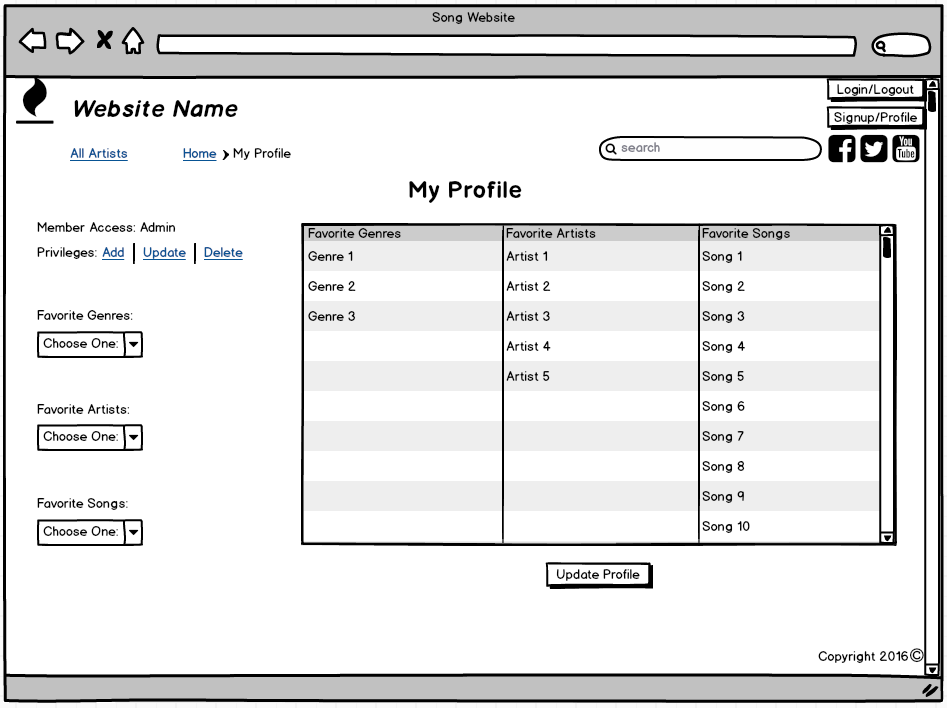 Song Website
Login/Logout
Website Name
Signup/Profile
All Artists
Home
My Profile
search
You
Tube
My Profile
Member Access: Admin
Privileges: Add Update Delete
Favorite Genres Favorite Artists Favorite Songs
Genre 1 Artist 1 Song 1
Genre 2 Artist 2 Song 2
Genre 3 Artist 3 Song 3
Artist 4 Song 4
Artist 5 Song 5
Song 6
Song 7
Song 8
Song 9
Song 10
Favorite Genres:
Choose One:
Favorite Artists:
Choose One:
Favorite Songs:
Choose One:
Update Profile
Copyright 2016©